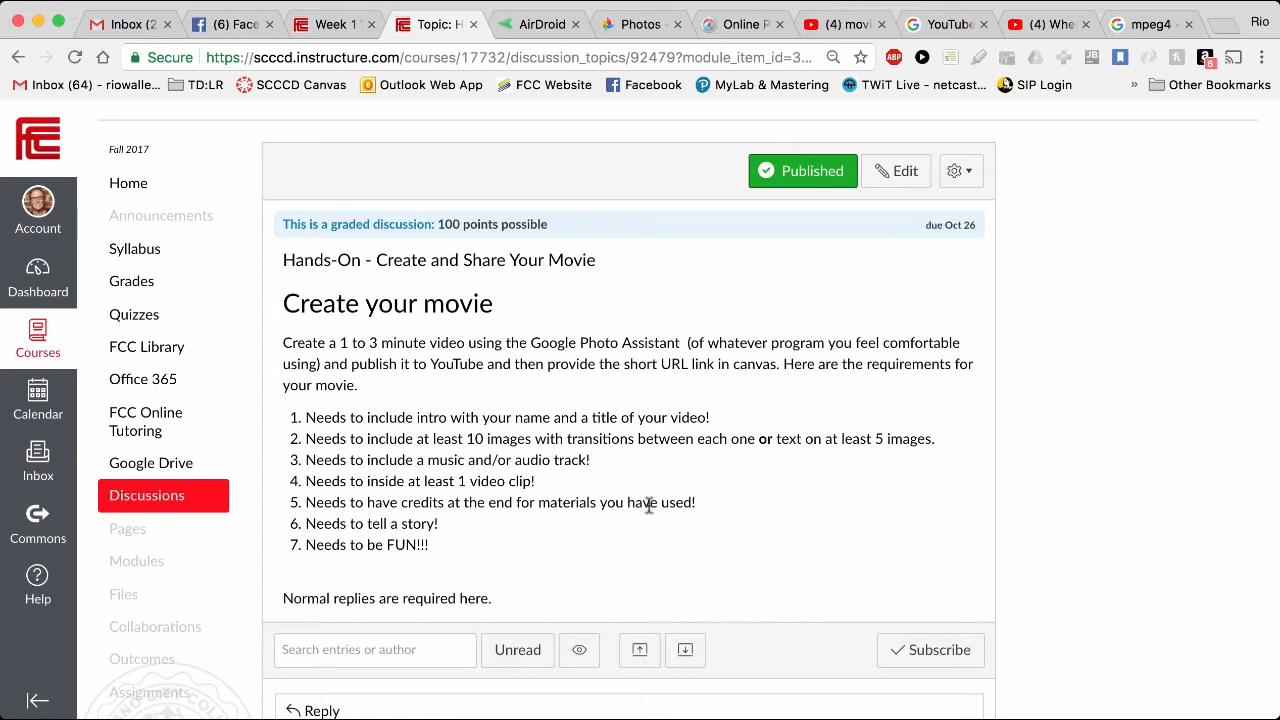 Inbox (2
(6) Face
Week 1
Topic: H
AirDroid
Photos -
Online P
(4) movi
YouTube
(4) Whe
mpeg4 -
Rio
Secure
https://scccd.instructure.com/courses/17732/discussion_topics/92479?module_item_id=3...
ABP
JB
6
Inbox (64) - riowalle...
TD:LR
SCCCD Canvas
Outlook Web App
FCC Website
Facebook
MyLab & Mastering
TWiT Live - netcast...
SIP Login
»
Other Bookmarks
FCC
Account
Dashboard
Courses
Calendar
Inbox
Commons
Help
Fall 2017
Home
Announcements
Syllabus
Grades
Quizzes
FCC Library
Office 365
FCC Online
Tutoring
Google Drive
Discussions
Pages
Modules
Files
Collaborations
Outcomes
Assignments
Published
Edit
This is a graded discussion: 100 points possible
due Oct 26
Hands-On - Create and Share Your Movie
Create your movie
Create a 1 to 3 minute video using the Google Photo Assistant (of whatever program you feel comfortable
using) and publish it to YouTube and then provide the short URL link in canvas. Here are the requirements for
your movie.
1. Needs to include intro with your name and a title of your video!
2. Needs to include at least 10 images with transitions between each one or text on at least 5 images.
3. Needs to include a music and/or audio track!
4. Needs to inside at least 1 video clip!
5. Needs to have credits at the end for materials you have used!
6. Needs to tell a story!
7. Needs to be FUN!!!
Normal replies are required here.
Search entries or author
Unread
Subscribe
Reply